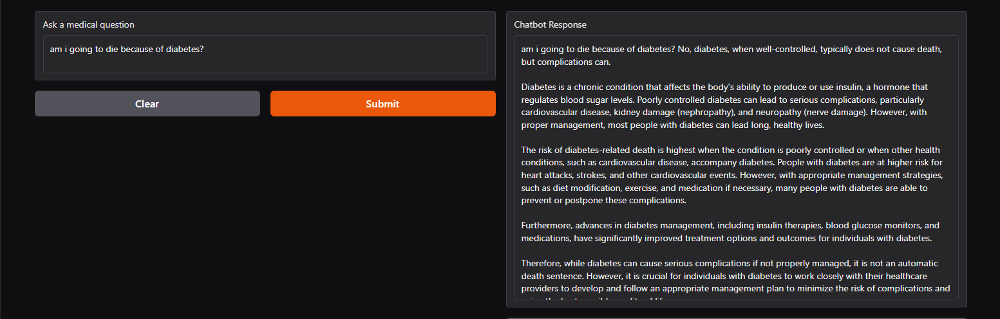 Ask a medical question
am i going to die because of diabetes?
Clear
Submit
Chatbot Response
am i going to die because of diabetes? No, diabetes, when well-controlled, typically does not cause death,
but complications can.
Diabetes is a chronic condition that affects the body's ability to produce or use insulin, a hormone that
regulates blood sugar levels. Poorly controlled diabetes can lead to serious complications, particularly
cardiovascular disease, kidney damage (nephropathy), and neuropathy (nerve damage). However, with
proper management, most people with diabetes can lead long, healthy lives.
The risk of diabetes-related death is highest when the condition is poorly controlled or when other health
conditions, such as cardiovascular disease, accompany diabetes. People with diabetes are at higher risk for
heart attacks, strokes, and other cardiovascular events. However, with appropriate management strategies,
such as diet modification, exercise, and medication if necessary, many people with diabetes are able to
prevent or postpone these complications.
Furthermore, advances in diabetes management, including insulin therapies, blood glucose monitors, and
medications, have significantly improved treatment options and outcomes for individuals with diabetes.
Therefore, while diabetes can cause serious complications if not properly managed, it is not an automatic
death sentence. However, it is crucial for individuals with diabetes to work closely with their healthcare
providers to develop and follow an appropriate management plan to minimize the risk of complications and